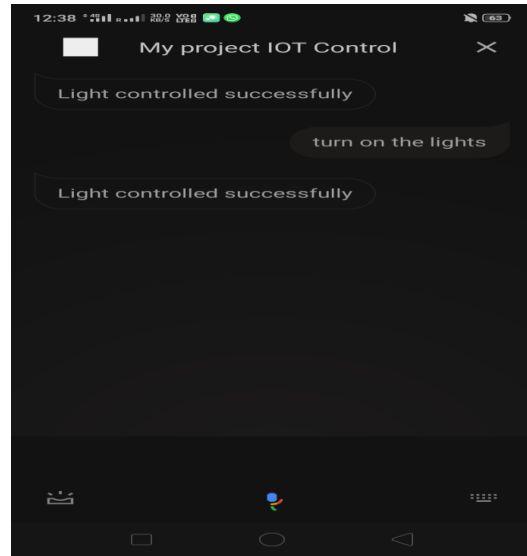 12:38
My project IOT Control
Light controlled successfully
turn on the lights
Light controlled successfully